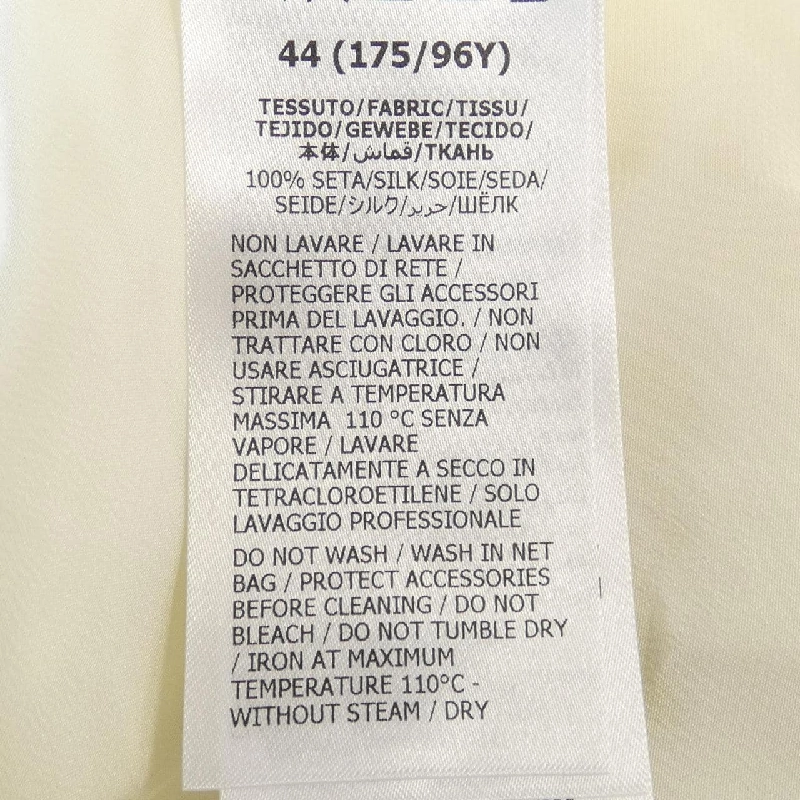 44 (175/96Y)
TESSUTO/FABRIC/TISSU/
TEJIDO/GEWEBE/TECIDO/
本体/قماش/ТКАНЬ
100% SETA/SILK/SOIE/SEDA/
SEIDE/シルク/حرير/ШЁЛК
NON LAVARE / LAVARE IN
SACCHETTO DI RETE /
PROTEGGERE GLI ACCESSORI
PRIMA DEL LAVAGGIO. / NON
TRATTARE CON CLORO / NON
USARE ASCIUGATRICE /
STIRARE A TEMPERATURA
MASSIMA 110 °C SENZA
VAPORE / LAVARE
DELICATAMENTE A SECCO IN
TETRACLOROETILENE / SOLO
LAVAGGIO PROFESSIONALE
DO NOT WASH / WASH IN NET
BAG / PROTECT ACCESSORIES
BEFORE CLEANING / DO NOT
BLEACH / DO NOT TUMBLE DRY
/ IRON AT MAXIMUM
TEMPERATURE 110°C -
WITHOUT STEAM / DRY